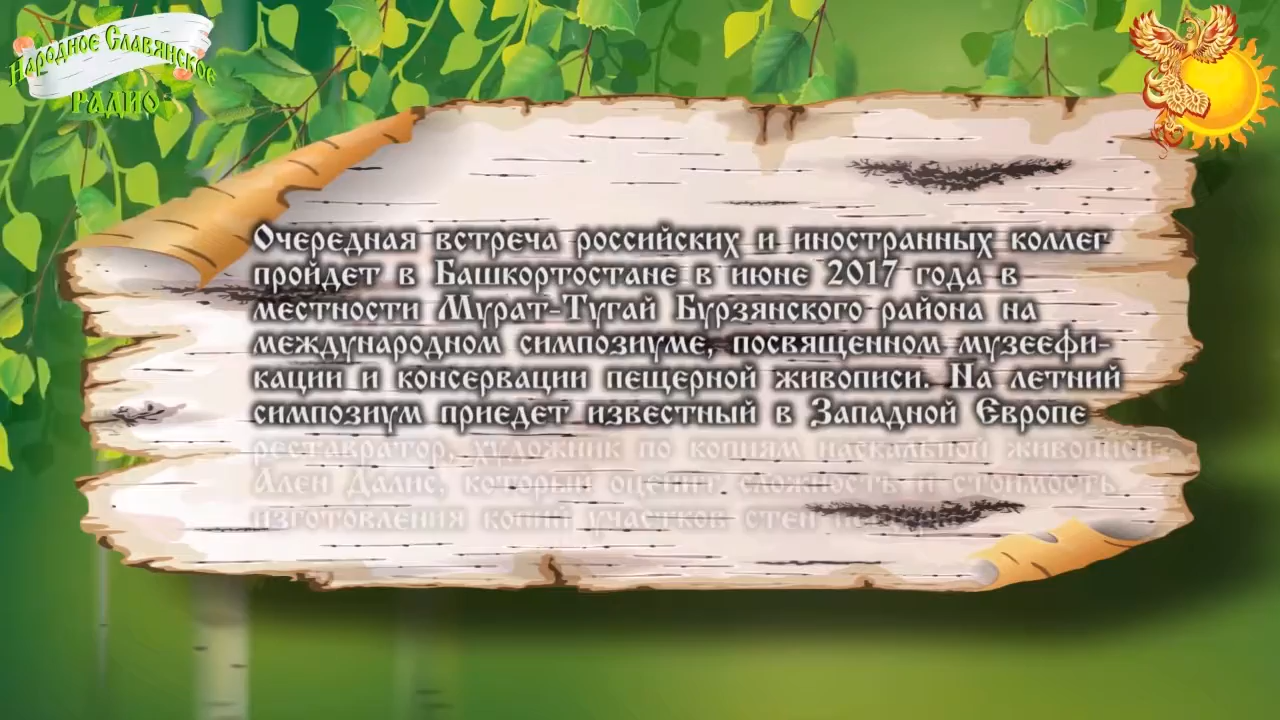 Народное Славянское
РАДИО
Очередная встреча российских и иностранных коллег
пройдет в Башкортостане в июне 2017 года в
местности Мурат-Тугай Бурзянского района на
международном симпозиуме, посвященном музеефи-
кации и консервации пещерной живописи. На летний
симпозиум приедет известный в Западной Европе
реставратор, художник по копиям наскальной живописи
Ален Далис, который оценит сложность и стоимость
изготовления копий участков стен